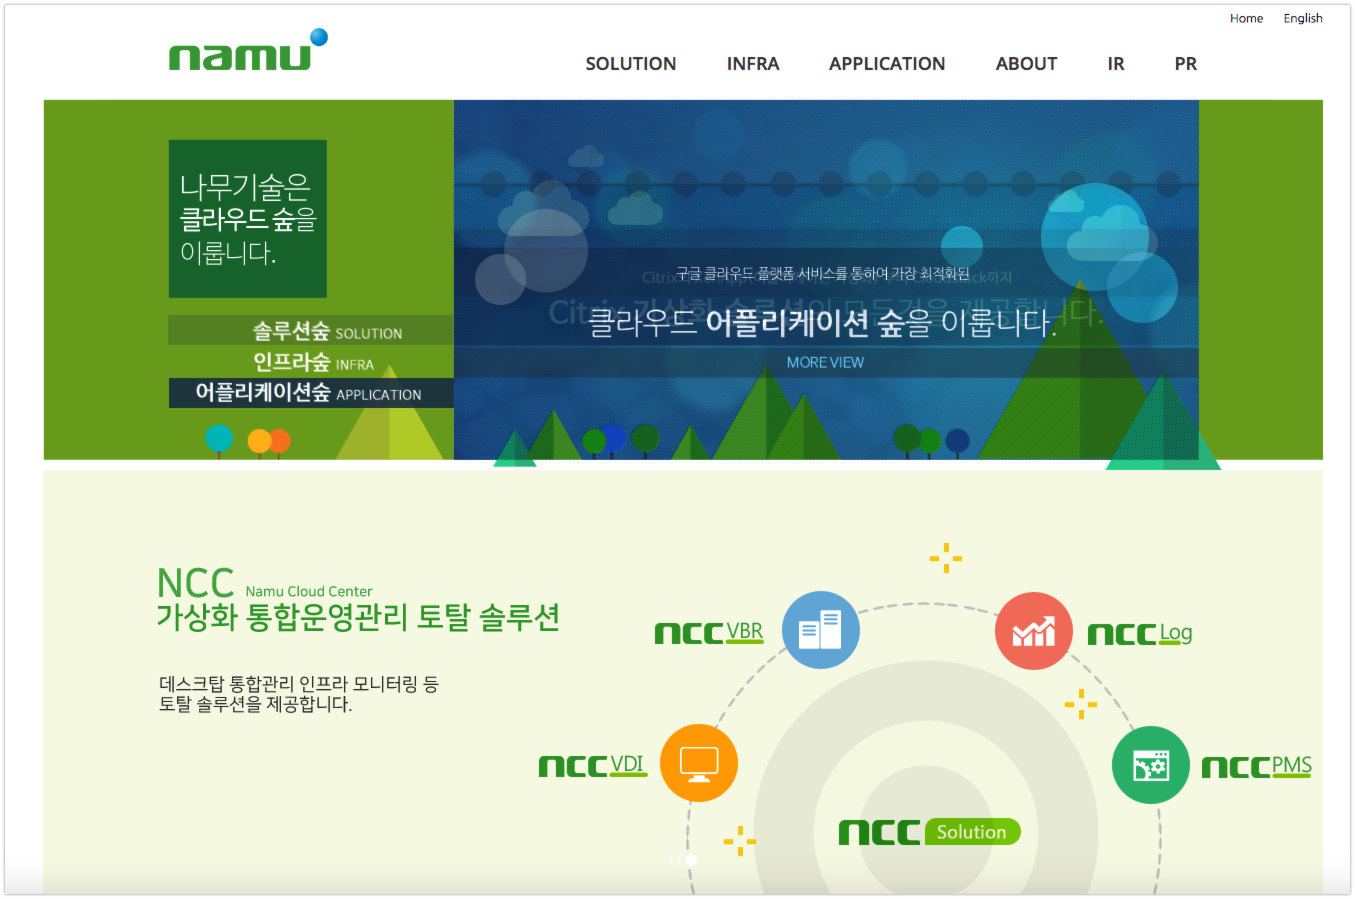 Home English
namu
SOLUTION INFRA APPLICATION ABOUT IR PR
나무기술은
클라우드 숲을
이룹니다.
솔루션숲 SOLUTION
인프라숲 INFRA
어플리케이션숲 APPLICATION
구글 클라우드 플랫폼 서비스를 통하여 가장 최적화된
클라우드 어플리케이션 숲을 이룹니다.
MORE VIEW
NCC Namu Cloud Center
가상화 통합운영관리 토탈 솔루션
데스크탑 통합관리 인프라 모니터링 등
토탈 솔루션을 제공합니다.
ncc VBR
ncc Log
ncc VDI
ncc PMS
ncc Solution